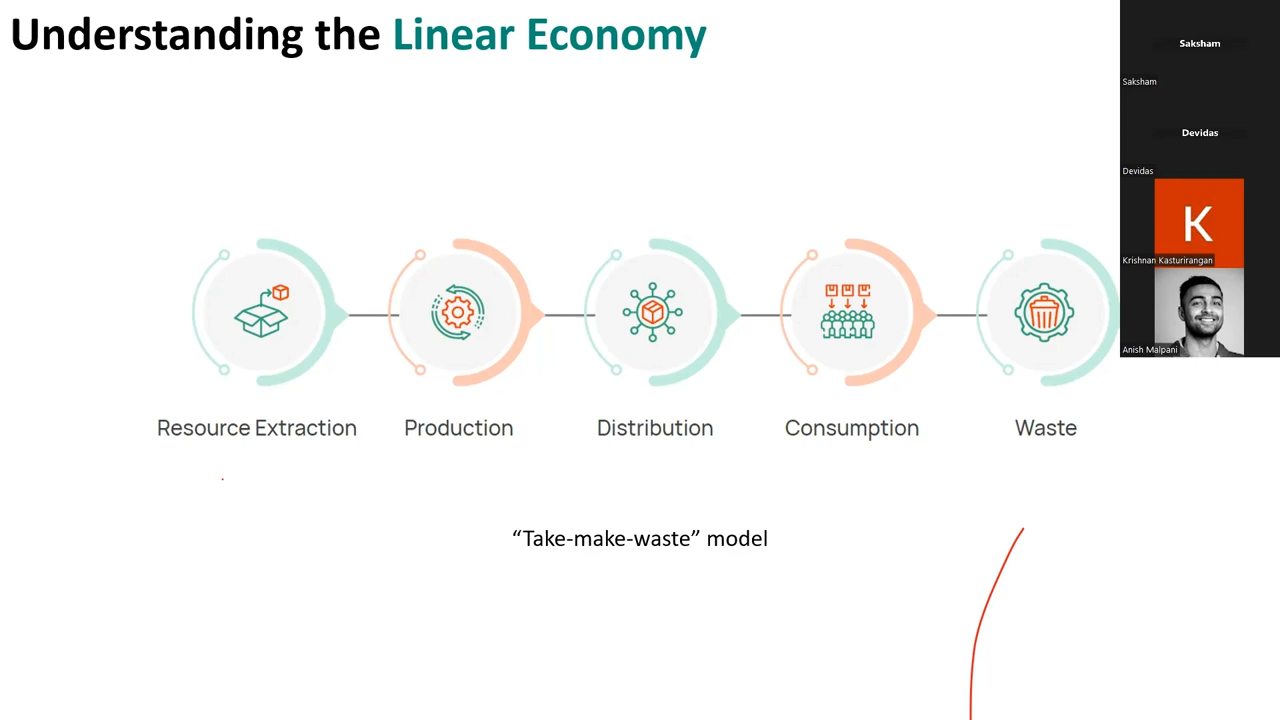 Understanding the Linear Economy
Resource Extraction
Production
Distribution
Consumption
Waste
“Take-make-waste” model
Saksham
Saksham
Devidas
Devidas
K
Krishnan Kasturirangan
Anish Malpani